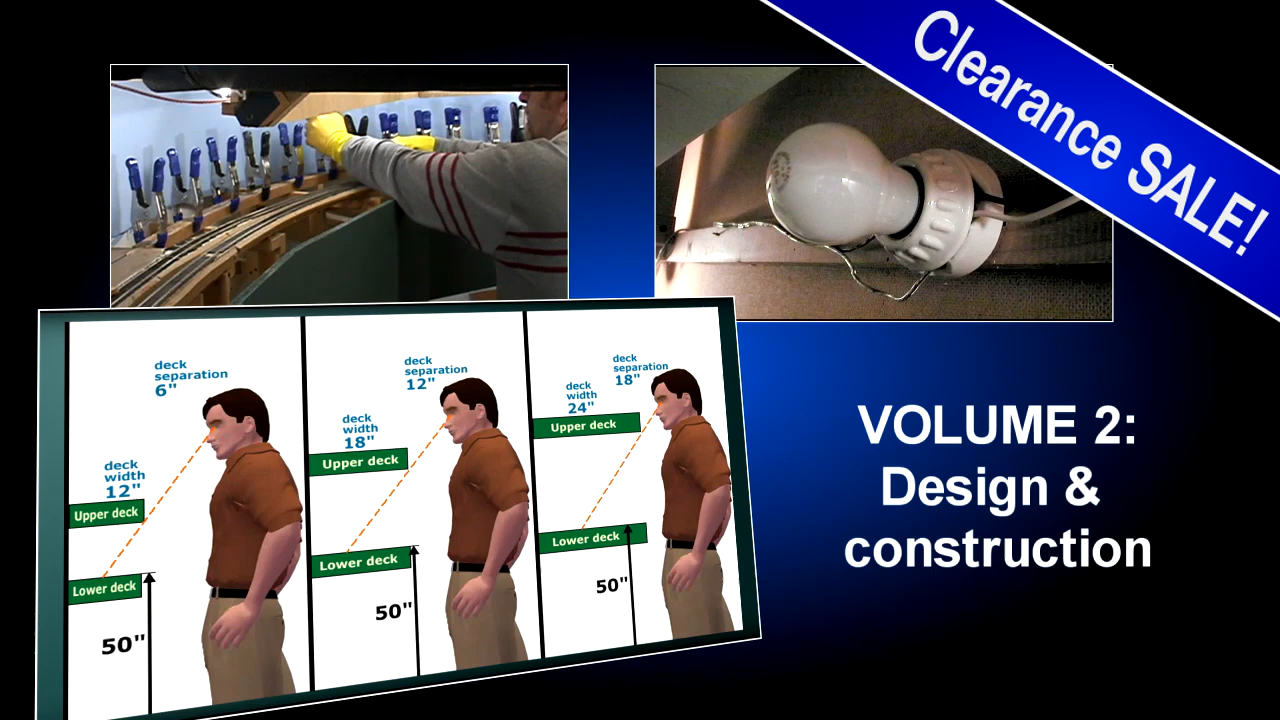 Clearance SALE!
deck
separation
6"
deck
width
12"
Upper deck
Lower deck
50"
deck
separation
12"
deck
width
18"
Upper deck
Lower deck
50"
deck
separation
18"
deck
width
24"
Upper deck
Lower deck
50"
VOLUME 2:
Design &
construction